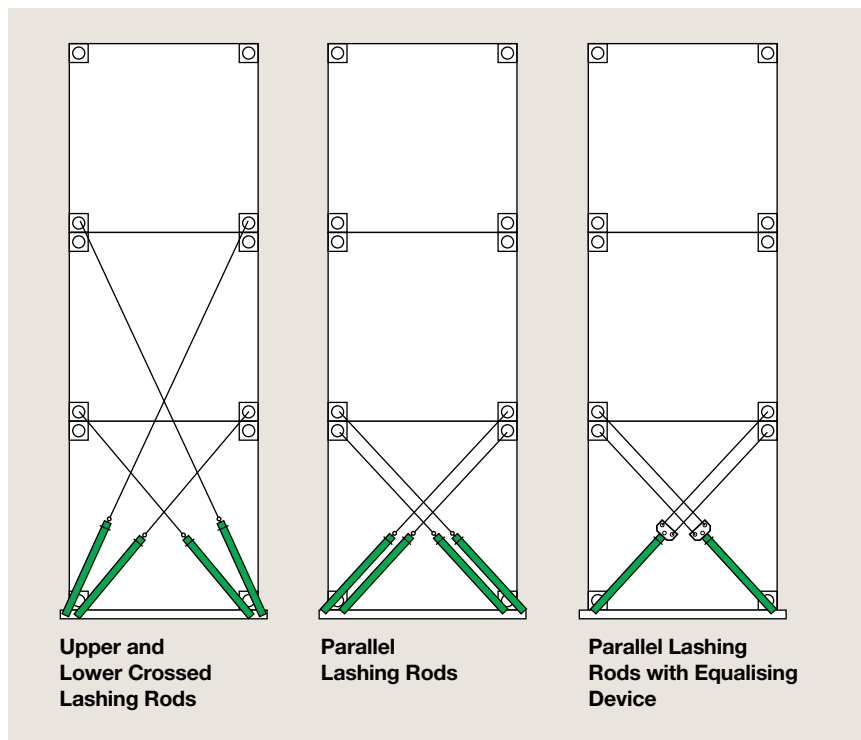 Upper and
Lower Crossed
Lashing Rods
Parallel
Lashing Rods
Parallel Lashing
Rods with Equalising
Device